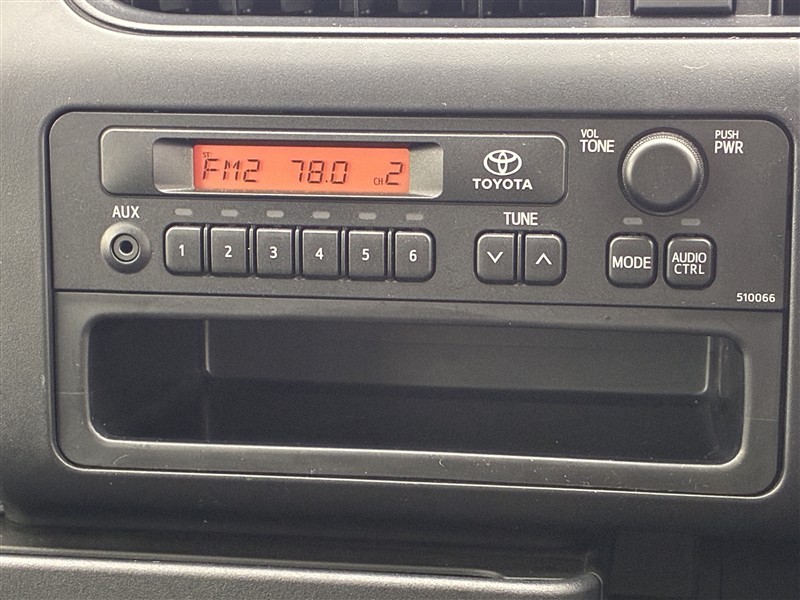 ST
FM2 78.0 CH 2
TOYOTA
VOL
TONE
PUSH
PWR
AUX
1 2 3 4 5 6
TUNE
MODE
AUDIO
CTRL
510066